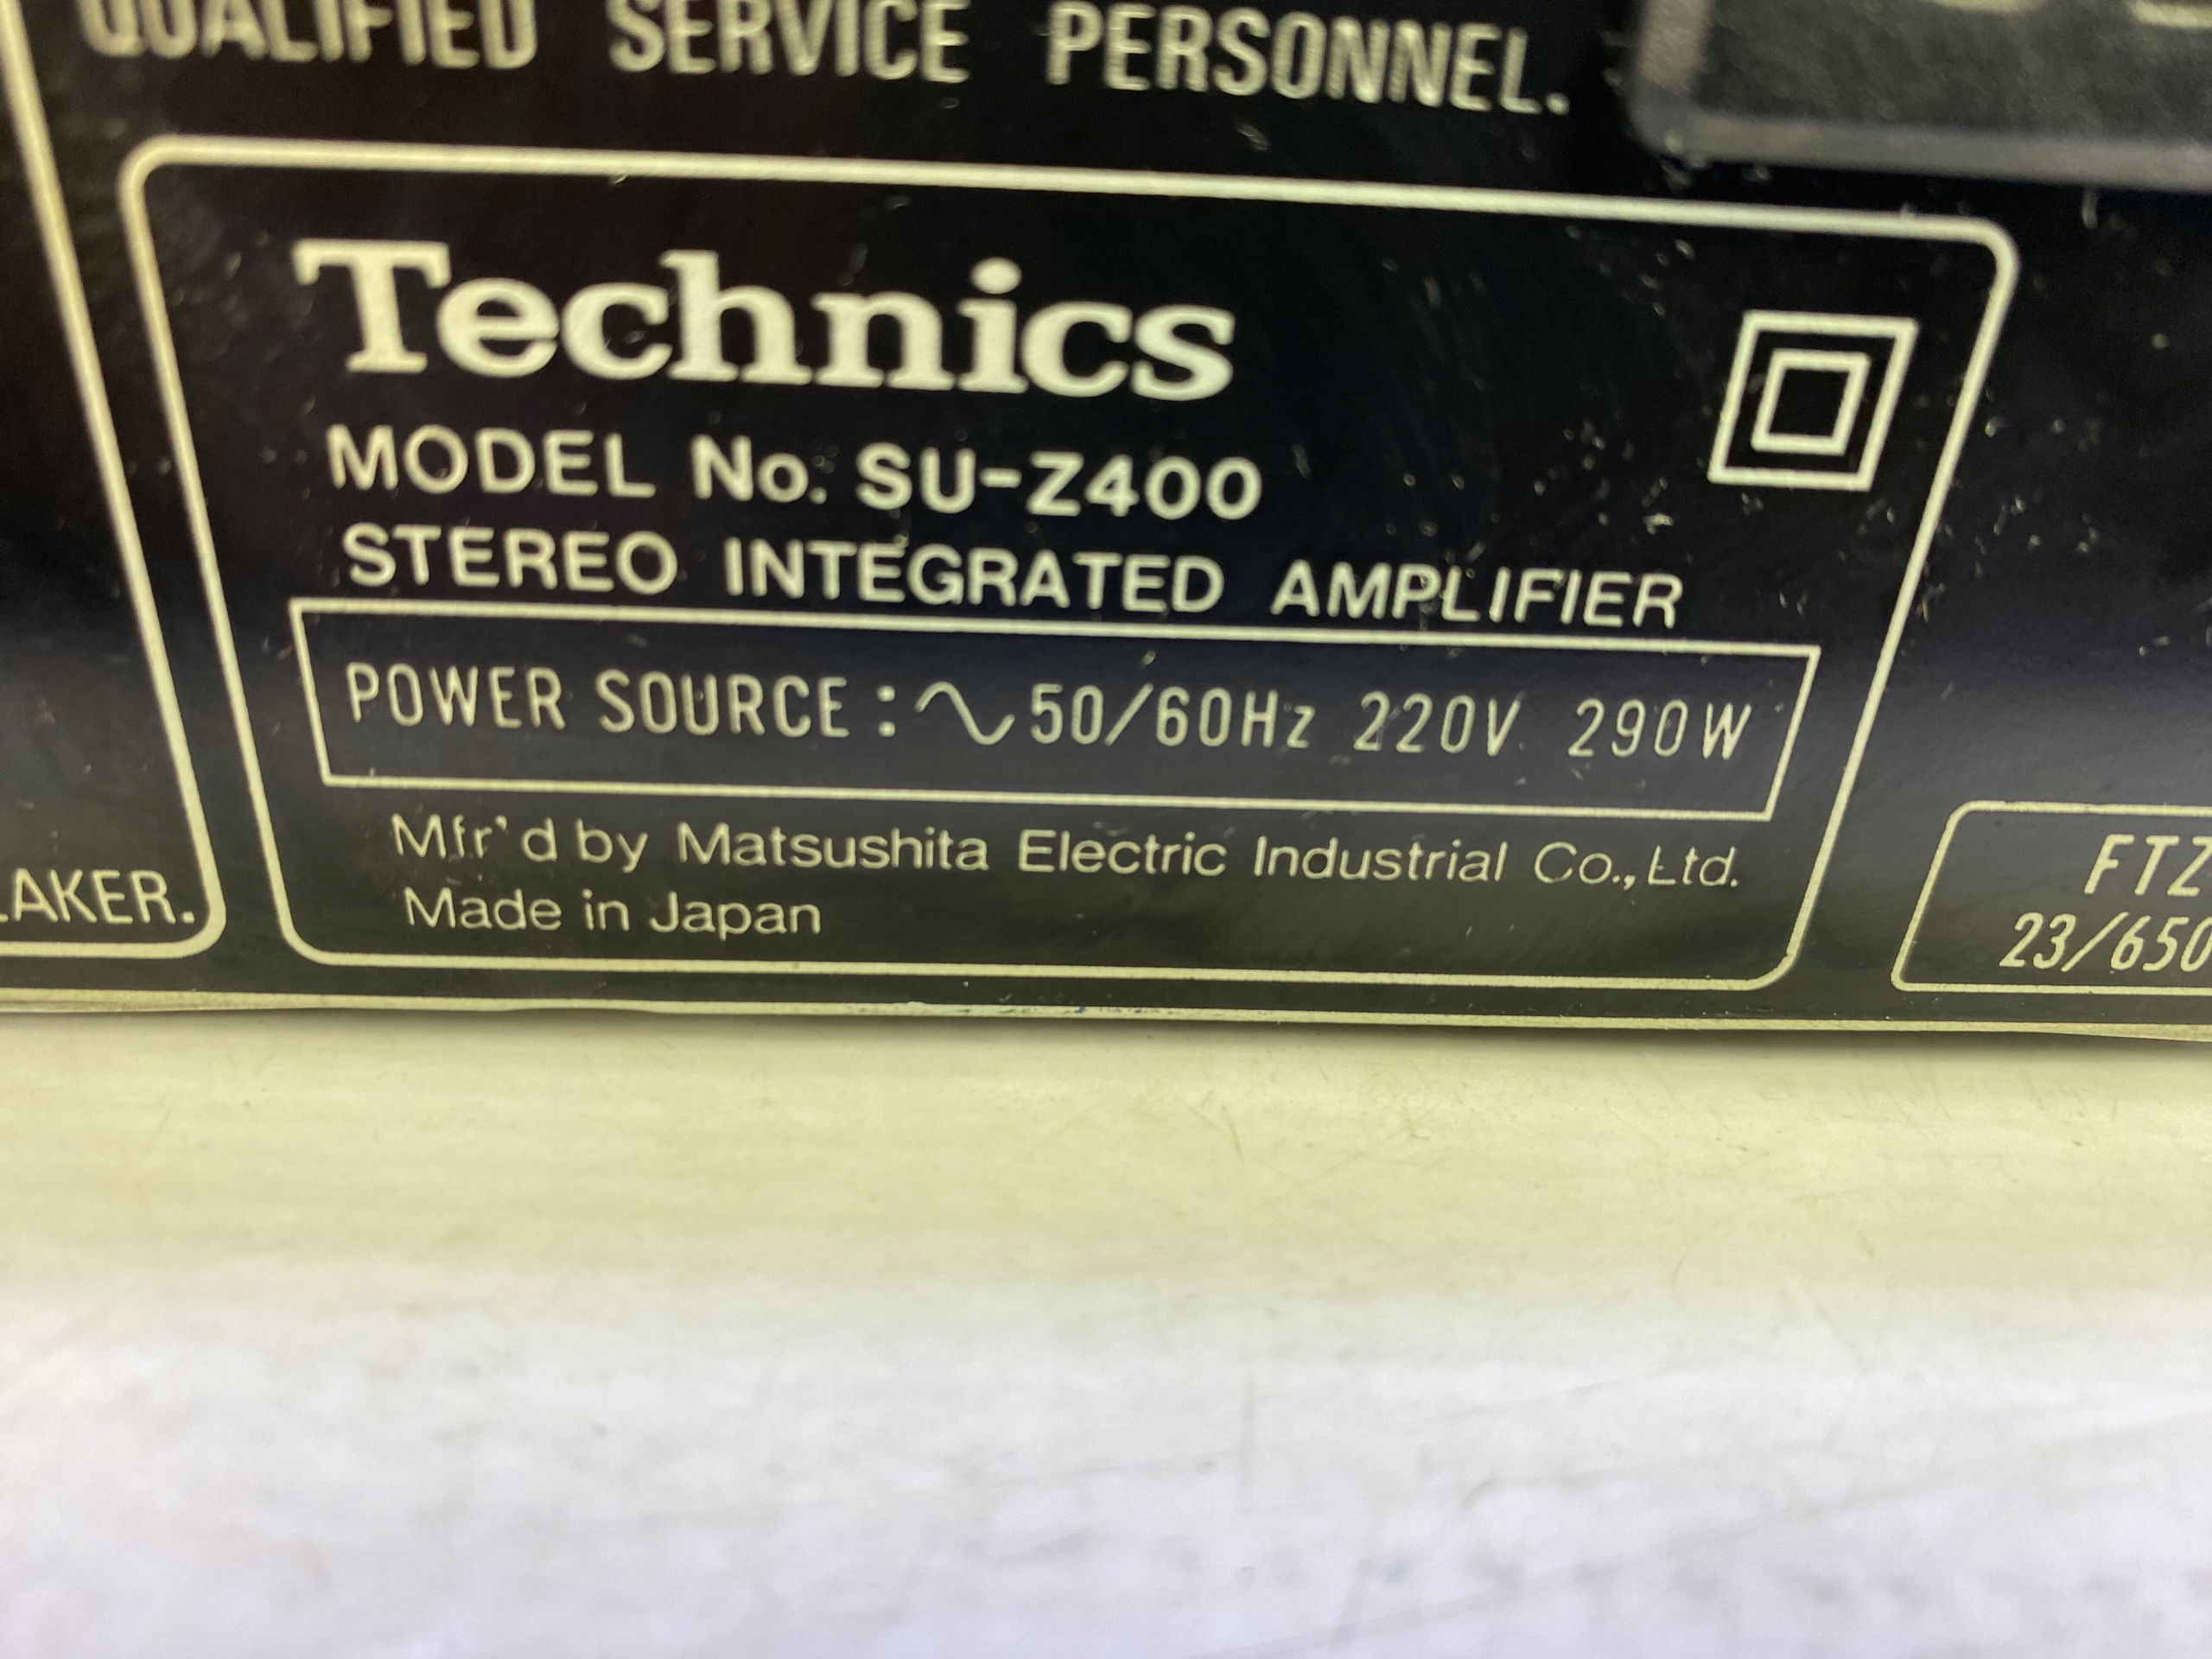 QUALIFIED SERVICE PERSONNEL.
Technics
MODEL No. SU-Z400
STEREO INTEGRATED AMPLIFIER
POWER SOURCE : ∿ 50/60Hz 220V 290W
Mfr'd by Matsushita Electric Industrial Co., Ltd.
Made in Japan
AKER.
FTZ
23/650